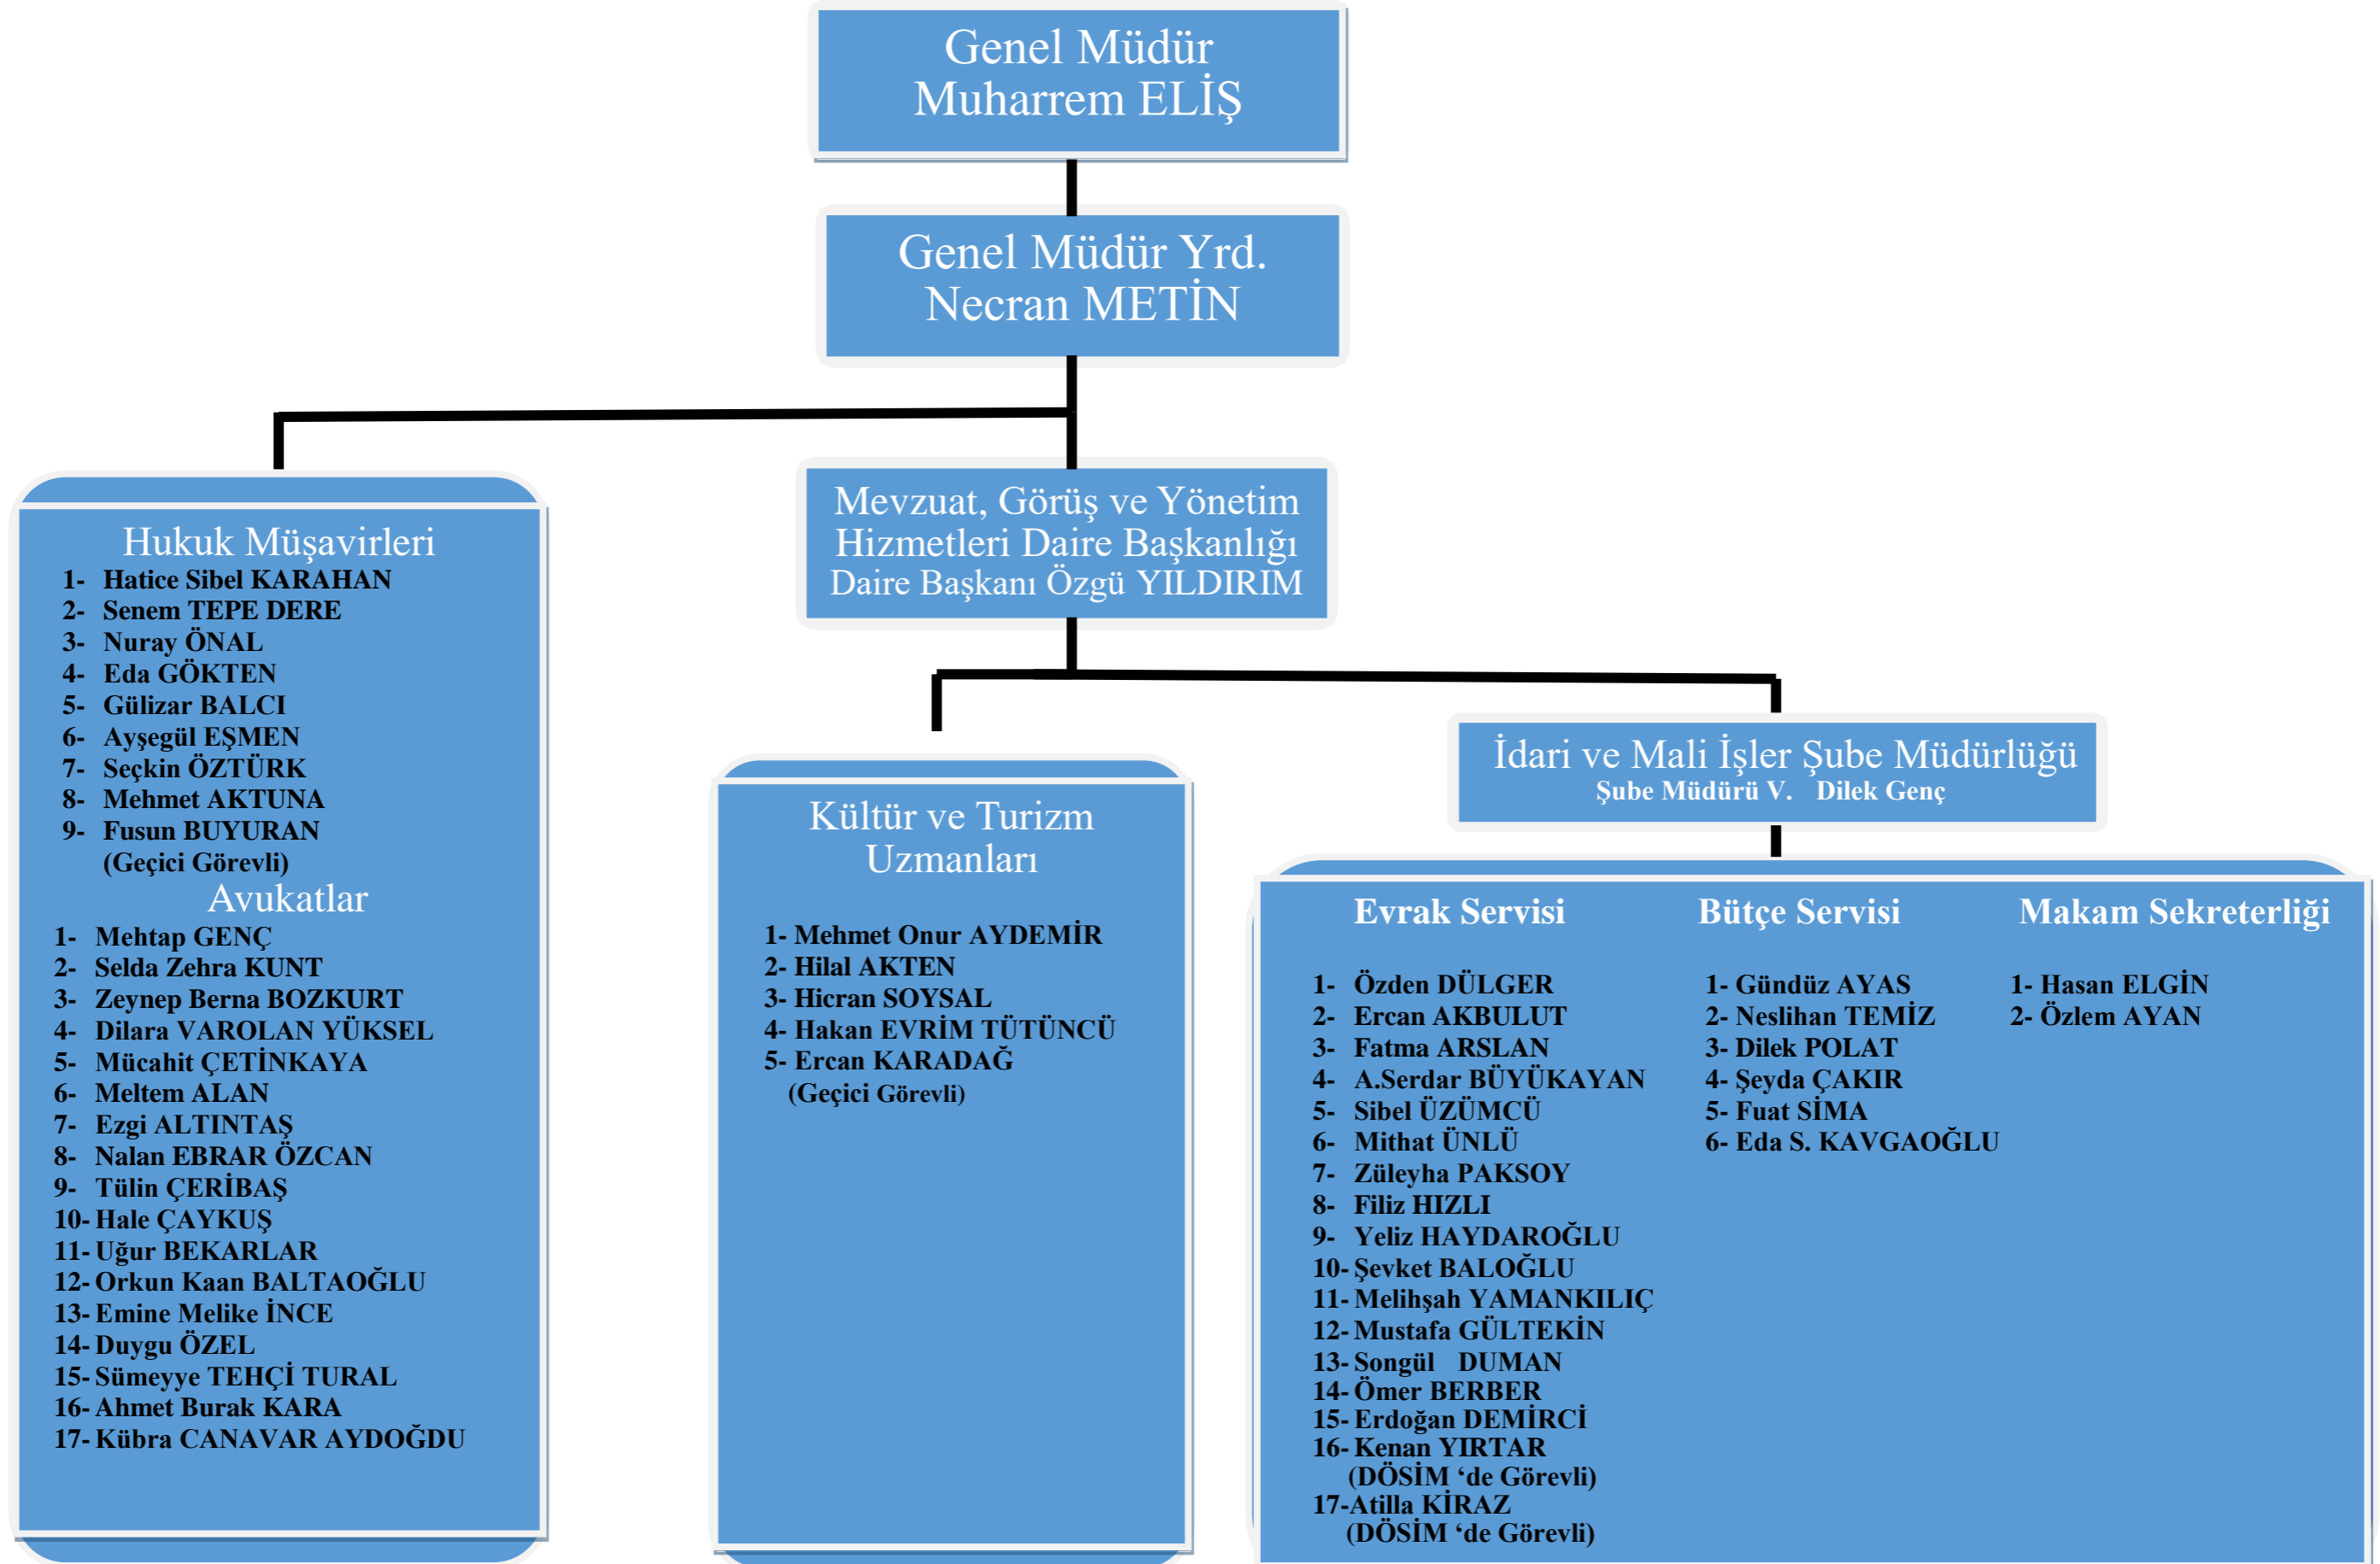 Genel Müdür
Muharrem ELİŞ
Genel Müdür Yrd.
Necran METİN
Hukuk Müşavirleri
1- Hatice Sibel KARAHAN
2- Senem TEPE DERE
3- Nuray ÖNAL
4- Eda GÖKTEN
5- Gülizar BALCI
6- Ayşegül EŞMEN
7- Seçkin ÖZTÜRK
8- Mehmet AKTUNA
9- Fusun BUYURAN
(Geçici Görevli)
Avukatlar
1- Mehtap GENÇ
2- Selda Zehra KUNT
3- Zeynep Berna BOZKURT
4- Dilara VAROLAN YÜKSEL
5- Mücahit ÇETİNKAYA
6- Meltem ALAN
7- Ezgi ALTINTAŞ
8- Nalan EBRAR ÖZCAN
9- Tülin ÇERİBAŞ
10- Hale ÇAYKUŞ
11- Uğur BEKARLAR
12- Orkun Kaan BALTAOĞLU
13- Emine Melike İNCE
14- Duygu ÖZEL
15- Sümeyye TEHÇİ TURAL
16- Ahmet Burak KARA
17- Kübra CANAVAR AYDOĞDU
Mevzuat, Görüş ve Yönetim
Hizmetleri Daire Başkanlığı
Daire Başkanı Özgü YILDIRIM
Kültür ve Turizm
Uzmanları
1- Mehmet Onur AYDEMİR
2- Hilal AKTEN
3- Hicran SOYSAL
4- Hakan EVRİM TÜTÜNCÜ
5- Ercan KARADAĞ
(Geçici Görevli)
İdari ve Mali İşler Şube Müdürlüğü
Şube Müdürü V. Dilek Genç
Evrak Servisi
1- Özden DÜLGER
2- Ercan AKBULUT
3- Fatma ARSLAN
4- A.Serdar BÜYÜKAYAN
5- Sibel ÜZÜMCÜ
6- Mithat ÜNLÜ
7- Züleyha PAKSOY
8- Filiz HIZLI
9- Yeliz HAYDAROĞLU
10- Şevket BALOĞLU
11- Melihşah YAMANKILIÇ
12- Mustafa GÜLTEKİN
13- Songül DUMAN
14- Ömer BERBER
15- Erdoğan DEMİRCİ
16- Kenan YIRTAR
(DÖSİM ‘de Görevli)
17-Atilla KİRAZ
(DÖSİM ‘de Görevli)
Bütçe Servisi
1- Gündüz AYAS
2- Neslihan TEMİZ
3- Dilek POLAT
4- Şeyda ÇAKIR
5- Fuat SİMA
6- Eda S. KAVGAOĞLU
Makam Sekreterliği
1- Hasan ELGİN
2- Özlem AYAN